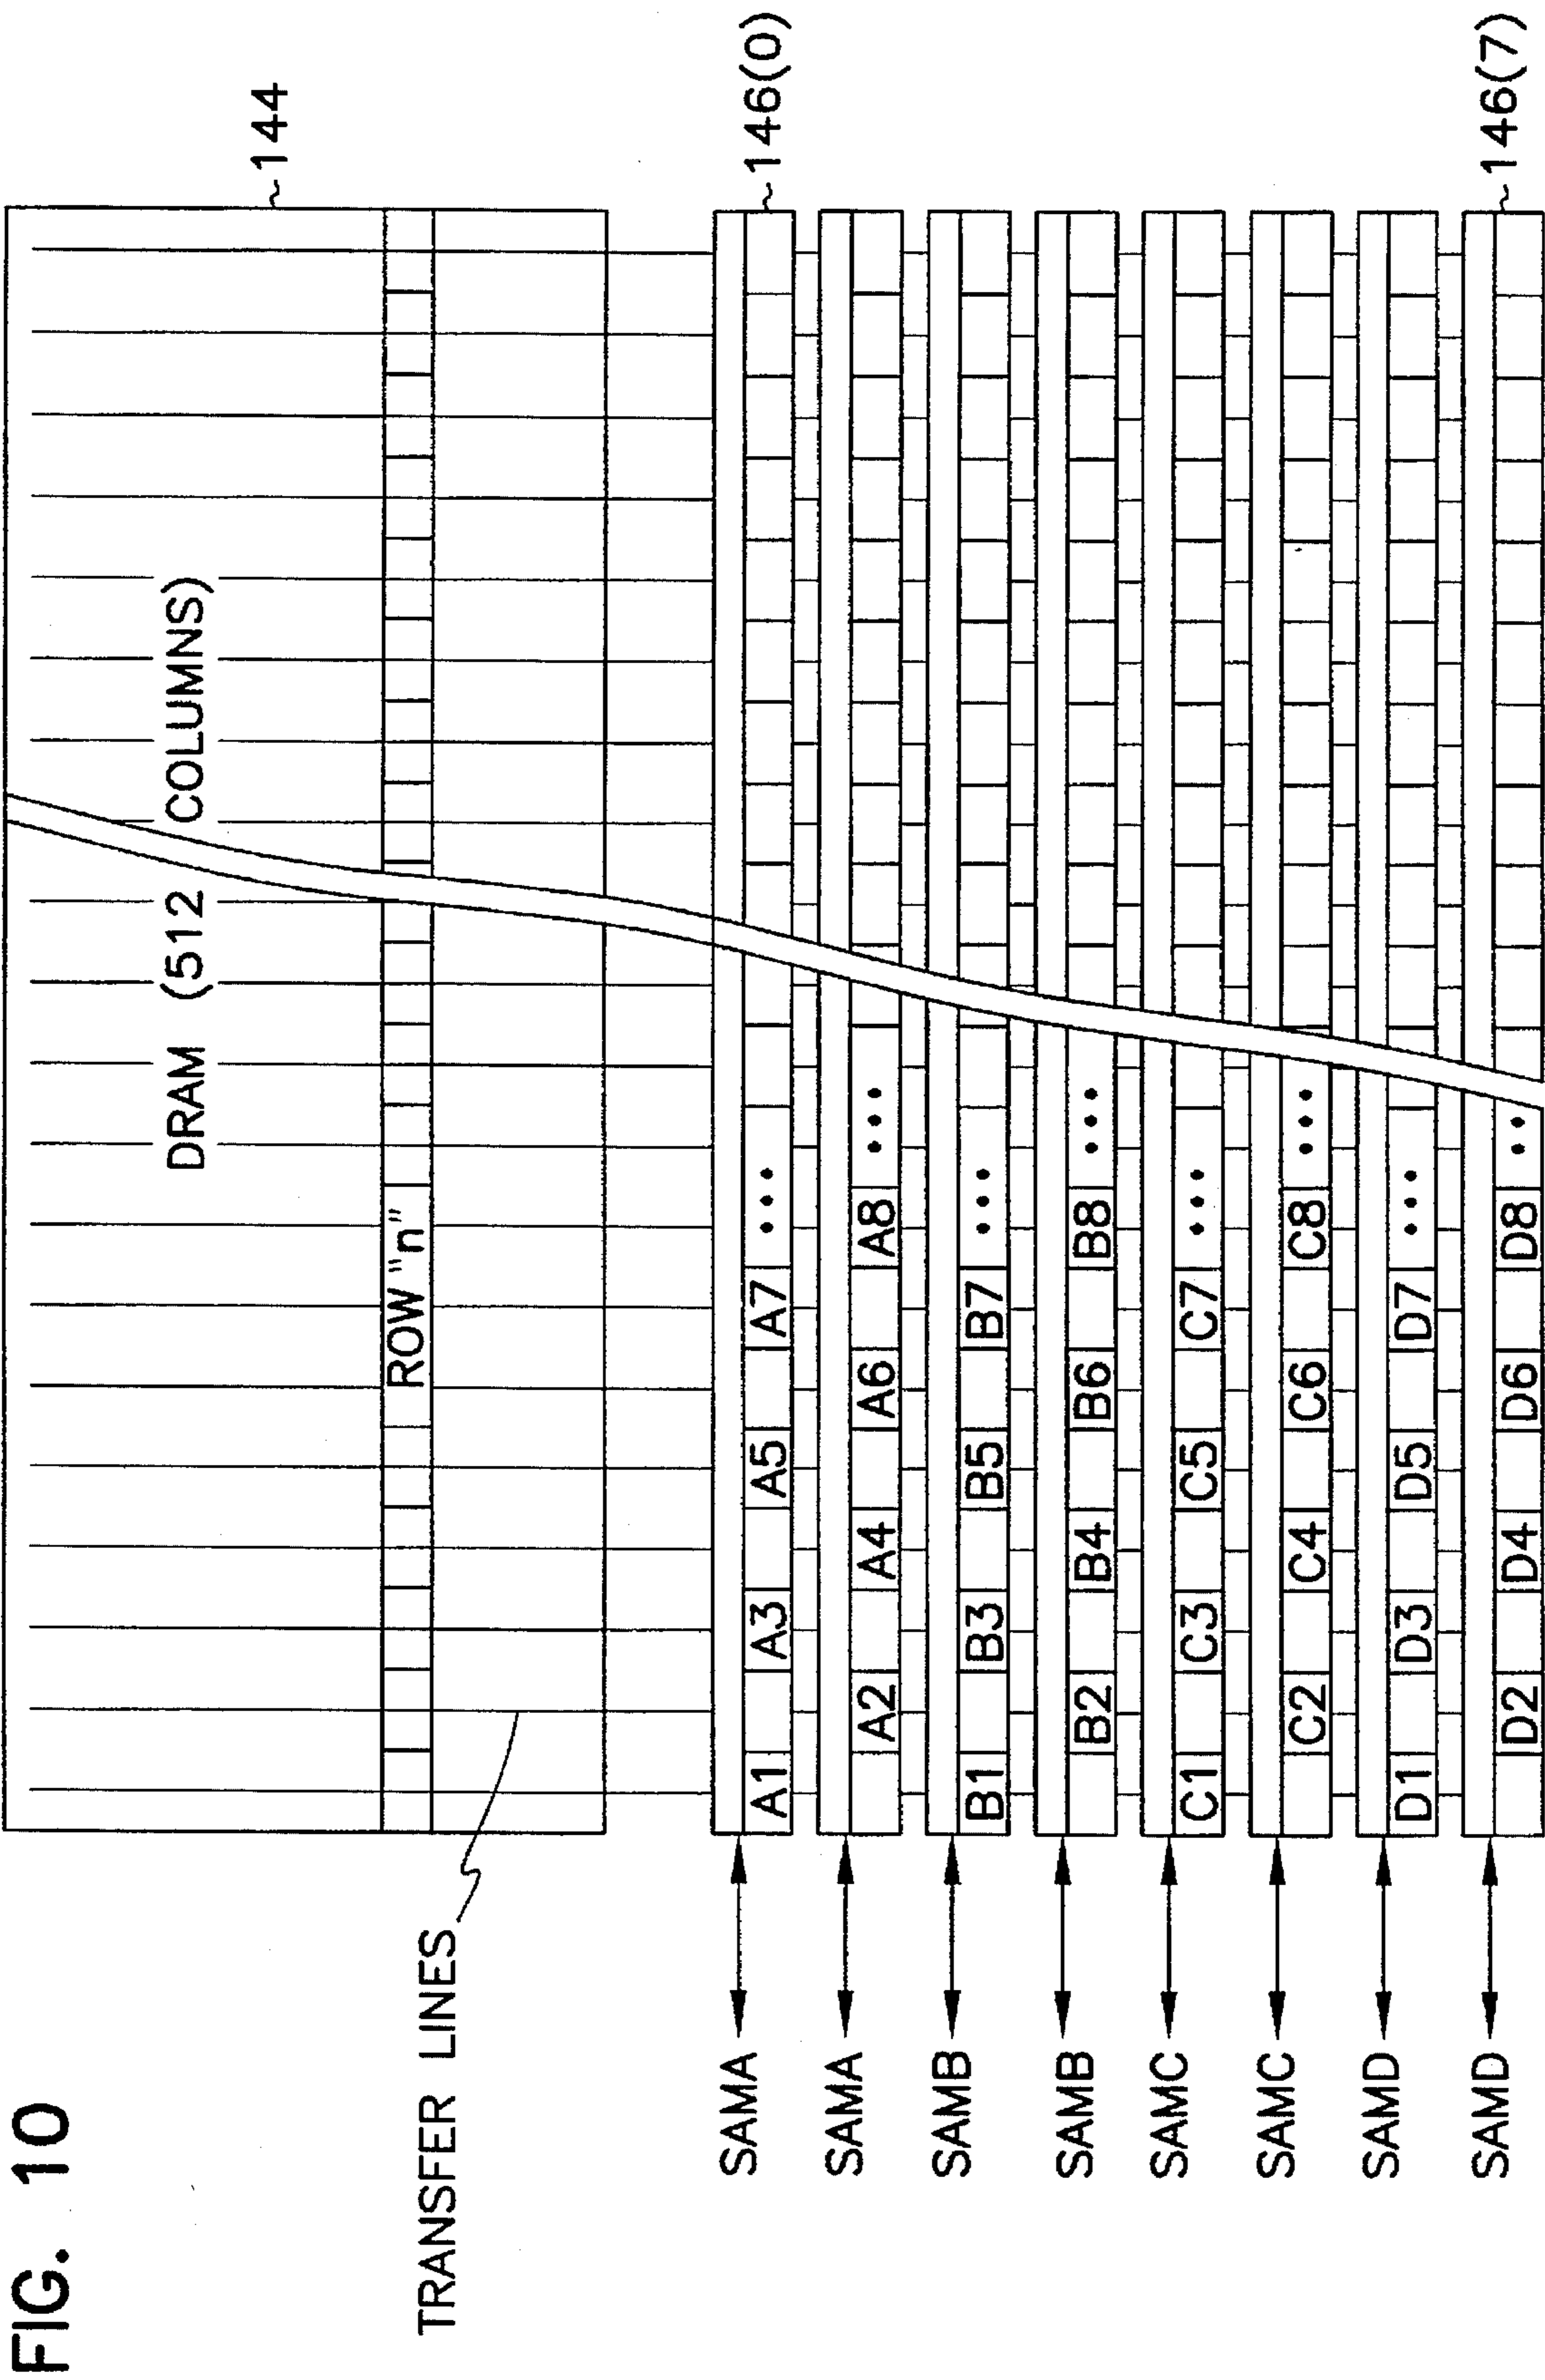 FIG. 10
144
DRAM (512 COLUMNS)
ROW "n"
TRANSFER LINES
146(0)
SAMA A1 A3 A5 A7 •••
SAMA A2 A4 A6 A8 •••
SAMB B1 B3 B5 B7 •••
SAMB B2 B4 B6 B8 •••
SAMC C1 C3 C5 C7 •••
SAMC C2 C4 C6 C8 •••
SAMD D1 D3 D5 D7 •••
SAMD D2 D4 D6 D8 ••
146(7)